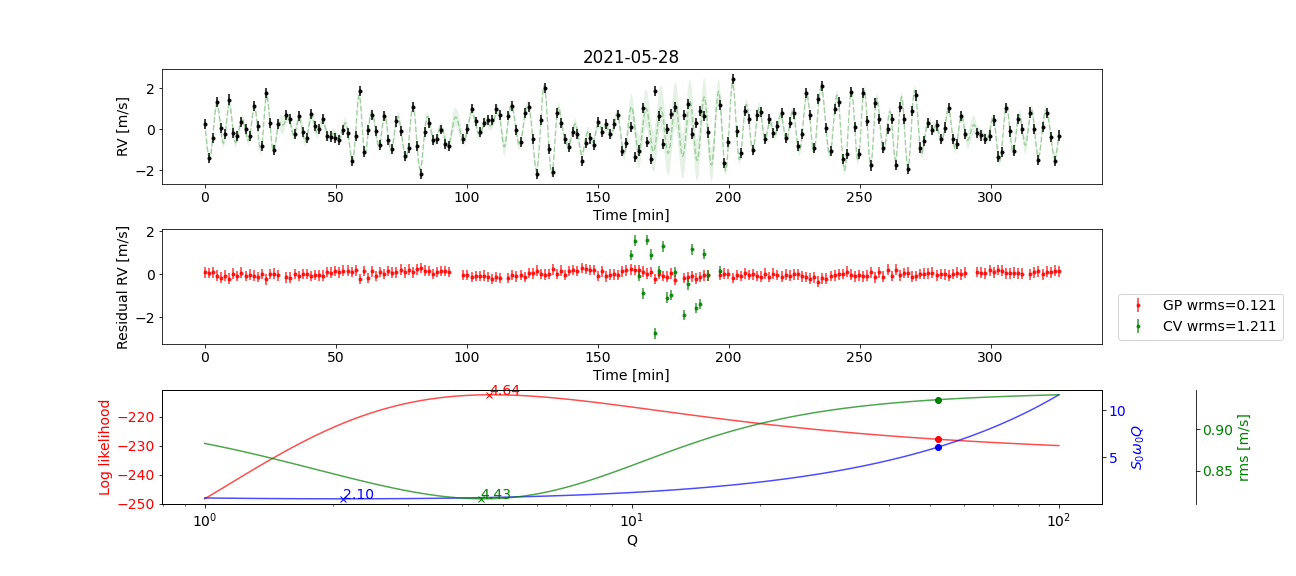 2021-05-28
RV [m/s]
2
0
−2
0 50 100 150 200 250 300
Time [min]
Residual RV [m/s]
2
0
−2
0 50 100 150 200 250 300
Time [min]
GP wrms=0.121
CV wrms=1.211
Log likelihood
−220
−230
−240
−250
4.64
2.10
4.43
10
5
S₀ω₀Q
0.90
0.85
rms [m/s]
10⁰ 10¹ 10²
Q